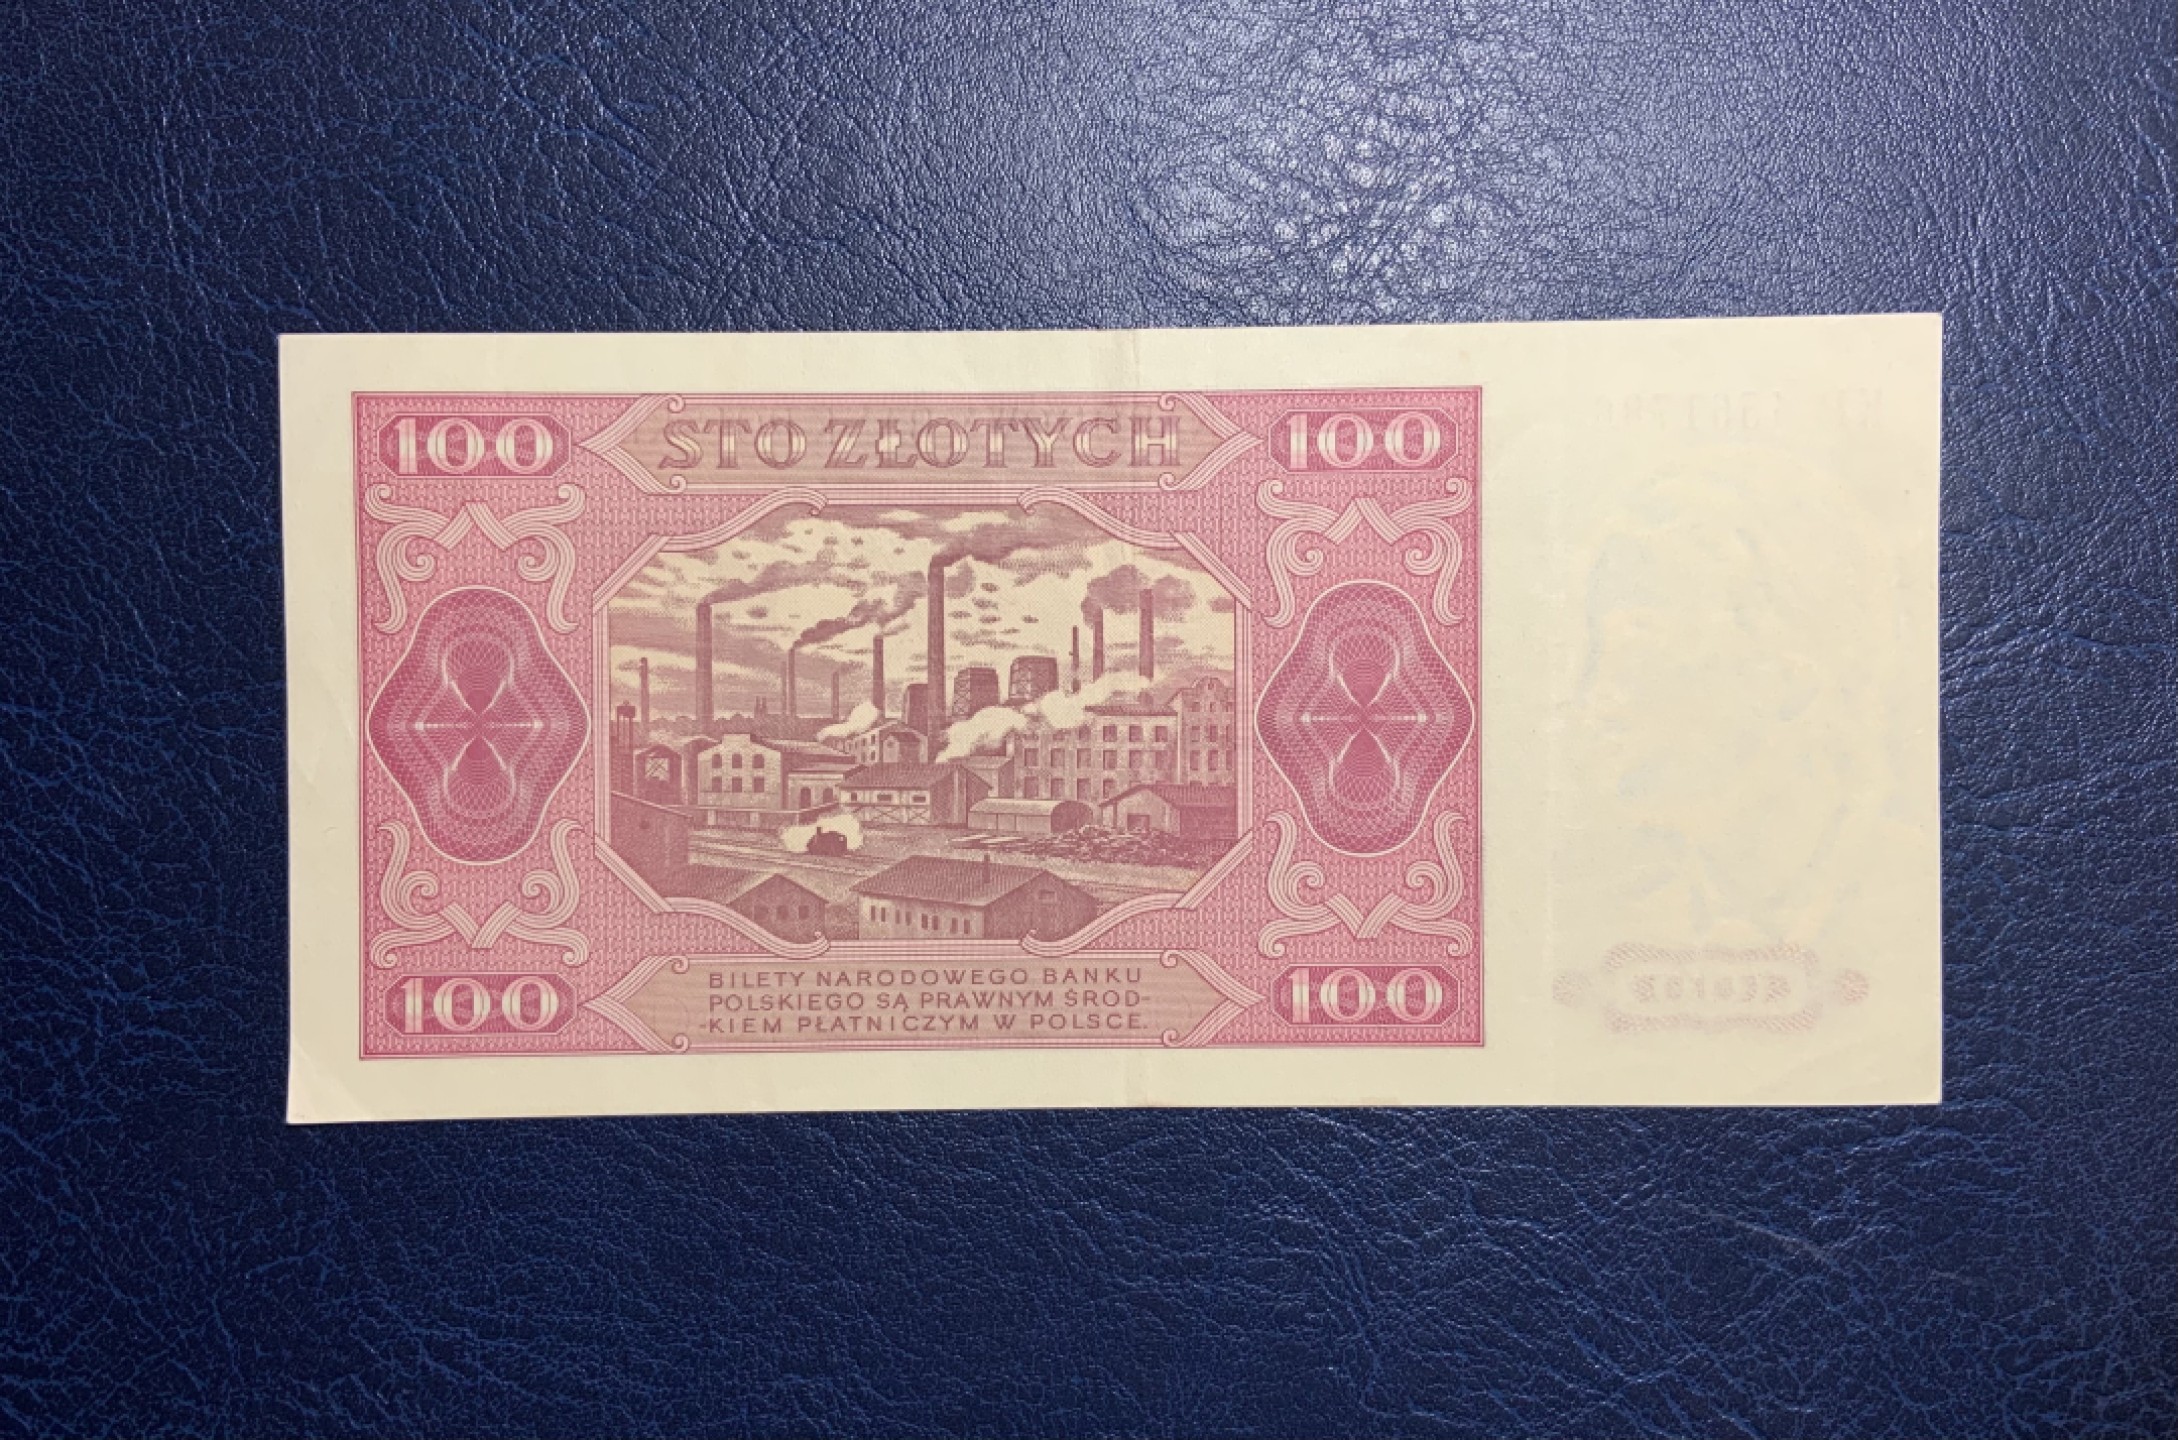 100 STO ZŁOTYCH 100
100 BILETY NARODOWEGO BANKU 100
POLSKIEGO SĄ PRAWNYM ŚROD-
-KIEM PŁATNICZYM W POLSCE.